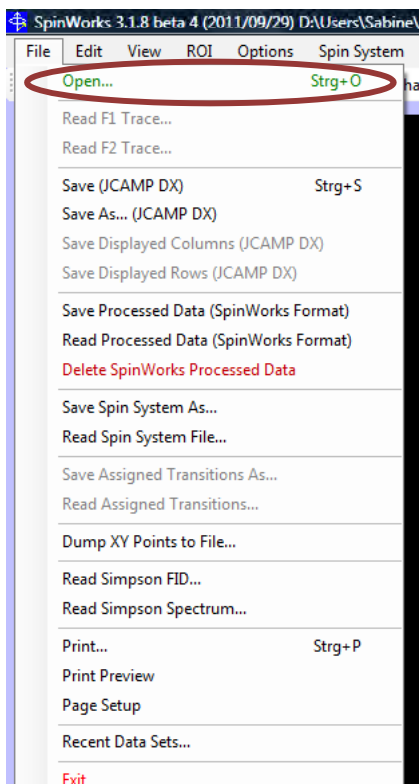 SpinWorks 3.1.8 beta 4 (2011/09/29) D:\Users\Sabine\
File Edit View ROI Options Spin System
Open... Strg+O
Read F1 Trace...
Read F2 Trace...
Save (JCAMP DX) Strg+S
Save As... (JCAMP DX)
Save Displayed Columns (JCAMP DX)
Save Displayed Rows (JCAMP DX)
Save Processed Data (SpinWorks Format)
Read Processed Data (SpinWorks Format)
Delete SpinWorks Processed Data
Save Spin System As...
Read Spin System File...
Save Assigned Transitions As...
Read Assigned Transitions...
Dump XY Points to File...
Read Simpson FID...
Read Simpson Spectrum...
Print... Strg+P
Print Preview
Page Setup
Recent Data Sets...
Exit